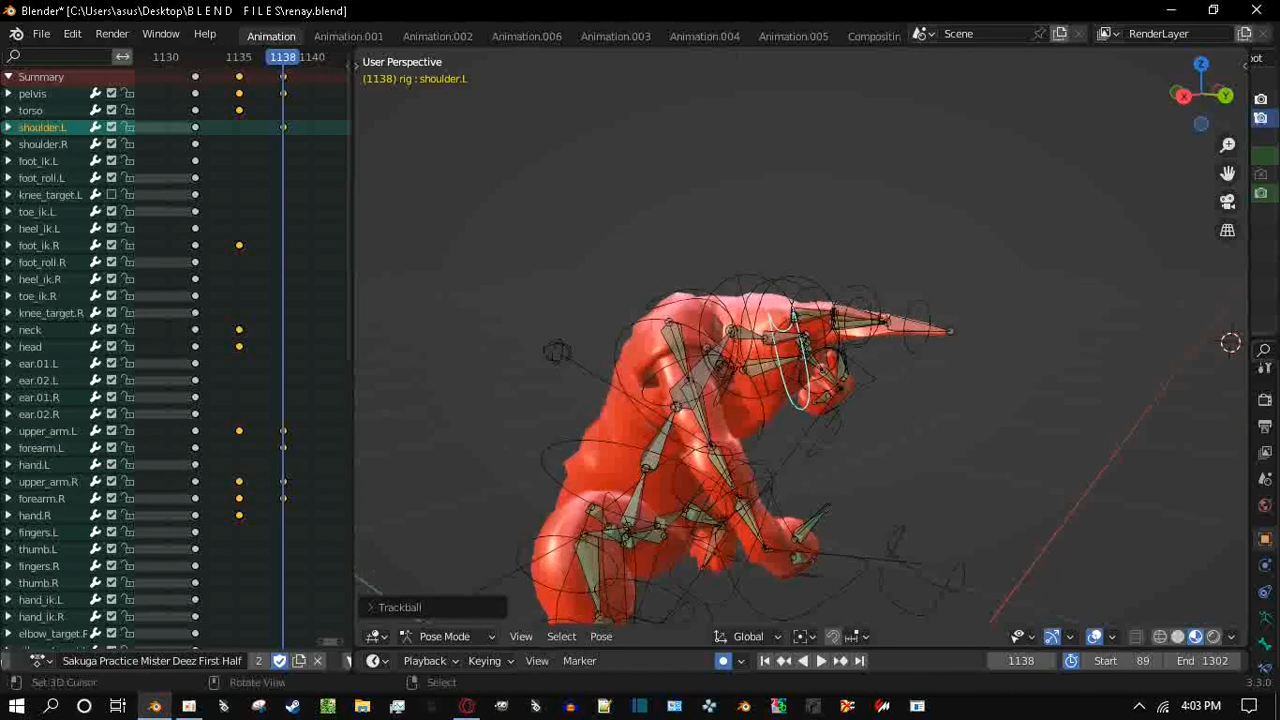 Blender* [C:\Users\asus\Desktop\B L E N D   F I L E S\renay.blend]
File Edit Render Window Help Animation Animation.001 Animation.002 Animation.006 Animation.003 Animation.004 Animation.005 Compositin Scene RenderLayer
1130 1135 1138 1140
User Perspective
(1138) rig : shoulder.L
Summary
pelvis
torso
shoulder.L
shoulder.R
foot_ik.L
foot_roll.L
knee_target.L
toe_ik.L
heel_ik.L
foot_ik.R
foot_roll.R
heel_ik.R
toe_ik.R
knee_target.R
neck
head
ear.01.L
ear.02.L
ear.01.R
ear.02.R
upper_arm.L
forearm.L
hand.L
upper_arm.R
forearm.R
hand.R
fingers.L
thumb.L
fingers.R
thumb.R
hand_ik.L
hand_ik.R
elbow_target.F
X Y Z
Trackball
Pose Mode View Select Pose Global
Sakuga Practice Mister Deez First Half 2 Playback Keying View Marker 1138 Start 89 End 1302
Set 3D Cursor Rotate View Select 3.3.0
4:03 PM